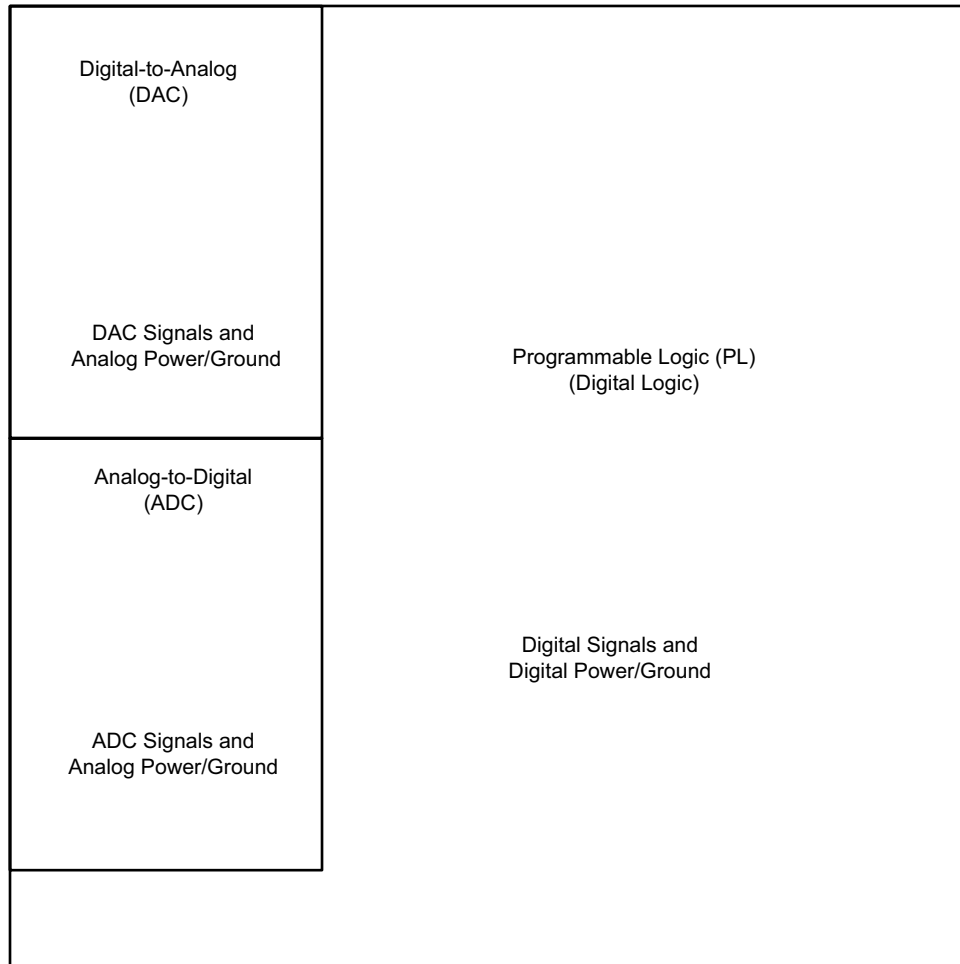 Digital-to-Analog
(DAC)
DAC Signals and
Analog Power/Ground
Analog-to-Digital
(ADC)
ADC Signals and
Analog Power/Ground
Programmable Logic (PL)
(Digital Logic)
Digital Signals and
Digital Power/Ground